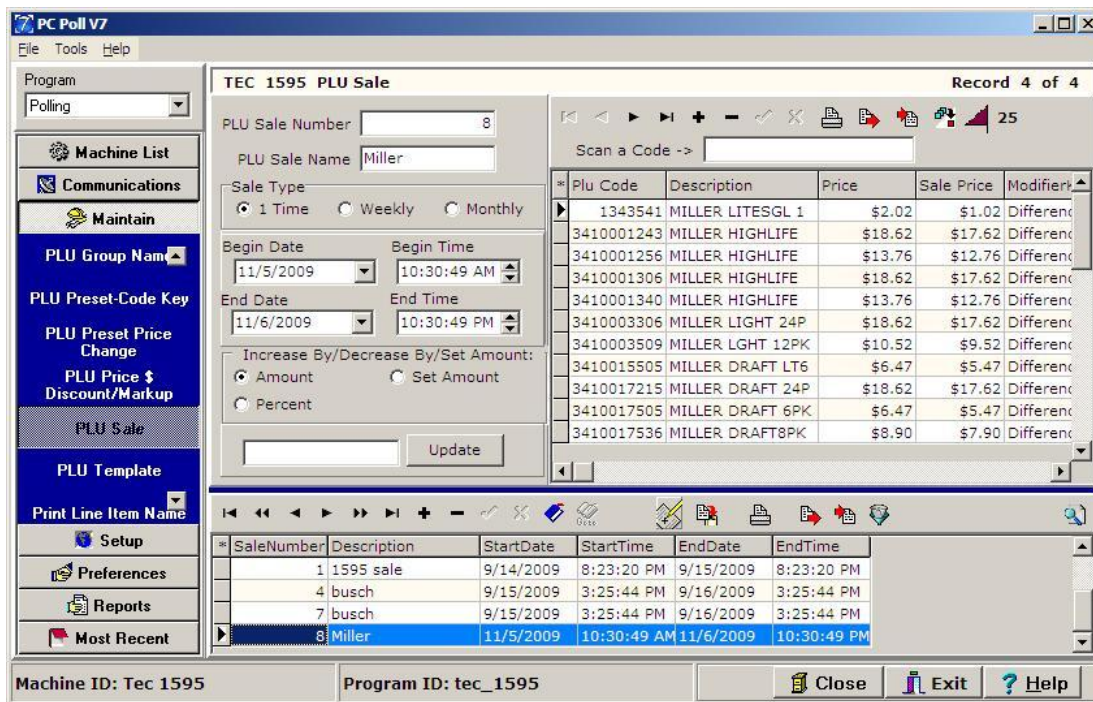 PC Poll V7
File Tools Help
Program
Polling
Machine List
Communications
Maintain
PLU Group Name
PLU Preset-Code Key
PLU Preset Price
Change
PLU Price $
Discount/Markup
PLU Sale
PLU Template
Print Line Item Name
Setup
Preferences
Reports
Most Recent
TEC 1595 PLU Sale Record 4 of 4
PLU Sale Number 8
PLU Sale Name Miller
Sale Type
1 Time Weekly Monthly
Begin Date Begin Time
11/5/2009 10:30:49 AM
End Date End Time
11/6/2009 10:30:49 PM
Increase By/Decrease By/Set Amount:
Amount Set Amount
Percent
Update
25
Scan a Code ->
* Plu Code Description Price Sale Price Modifier
1343541 MILLER LITESGL 1 $2.02 $1.02 Differenc
3410001243 MILLER HIGHLIFE $18.62 $17.62 Differenc
3410001256 MILLER HIGHLIFE $13.76 $12.76 Differenc
3410001306 MILLER HIGHLIFE $18.62 $17.62 Differenc
3410001340 MILLER HIGHLIFE $13.76 $12.76 Differenc
3410003306 MILLER LIGHT 24P $18.62 $17.62 Differenc
3410003509 MILLER LGHT 12PK $10.52 $9.52 Differenc
3410015505 MILLER DRAFT LT6 $6.47 $5.47 Differenc
3410017215 MILLER DRAFT 24P $18.62 $17.62 Differenc
3410017505 MILLER DRAFT 6PK $6.47 $5.47 Differenc
3410017536 MILLER DRAFT8PK $8.90 $7.90 Differenc
* SaleNumber Description StartDate StartTime EndDate EndTime
1 1595 sale 9/14/2009 8:23:20 PM 9/15/2009 8:23:20 PM
4 busch 9/15/2009 3:25:44 PM 9/16/2009 3:25:44 PM
7 busch 9/15/2009 3:25:44 PM 9/16/2009 3:25:44 PM
8 Miller 11/5/2009 10:30:49 AM 11/6/2009 10:30:49 PM
Machine ID: Tec 1595 Program ID: tec_1595 Close Exit Help